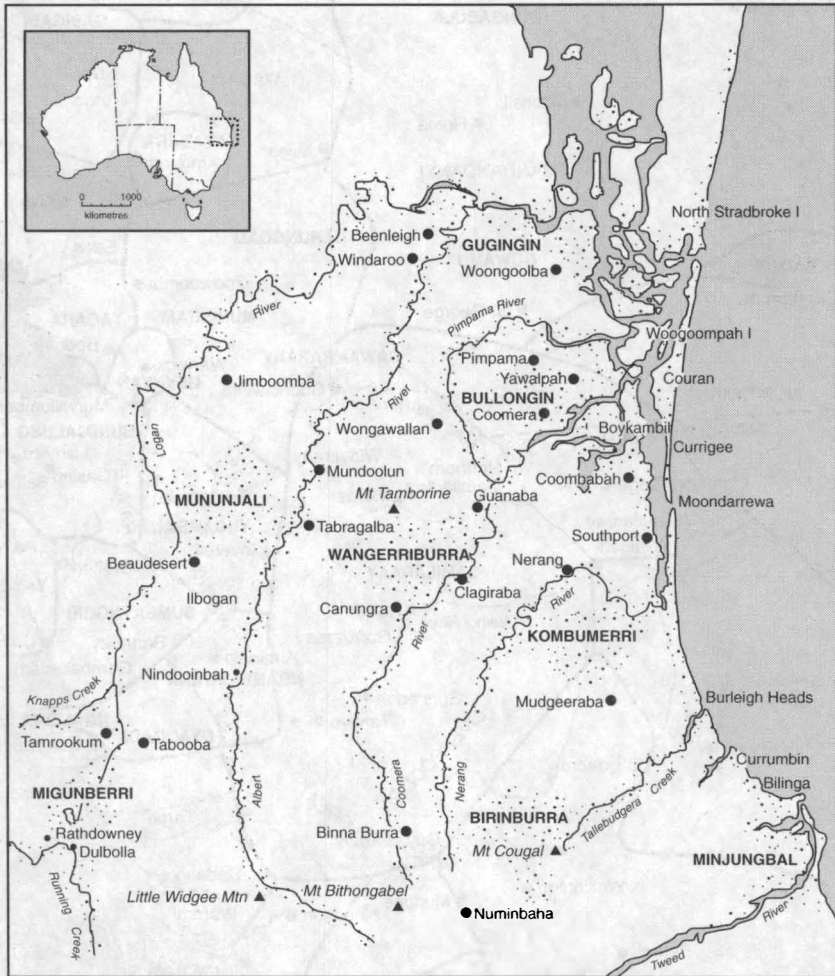 0 1000
kilometres
North Stradbroke I
Beenleigh
GUGINGIN
Windaroo
Woongoolba
River
Pimpama River
Woogoompah I
Pimpama
Jimboomba
River
Yawalpah
Couran
BULLONGIN
Coomera
Logan
Wongawallan
Boykambil
Currigee
Mundoolun
Coombabah
MUNUNJALI
Mt Tamborine
Guanaba
Moondarrewa
Tabragalba
Southport
WANGERRIBURRA
Beaudesert
Nerang
Clagiraba
Ilbogan
River
Canungra
River
KOMBUMERRI
Nindooinbah
Mudgeeraba
Burleigh Heads
Knapps Creek
Tamrookum
Tabooba
Currumbin
Bilinga
Albert
Coomera
Nerang
Tallebudgera Creek
MIGUNBERRI
BIRINBURRA
Rathdowney
Binna Burra
Dulbolla
Mt Cougal
MINJUNGBAL
Running Creek
Little Widgee Mtn
Mt Bithongabel
Numinbaha
Tweed River